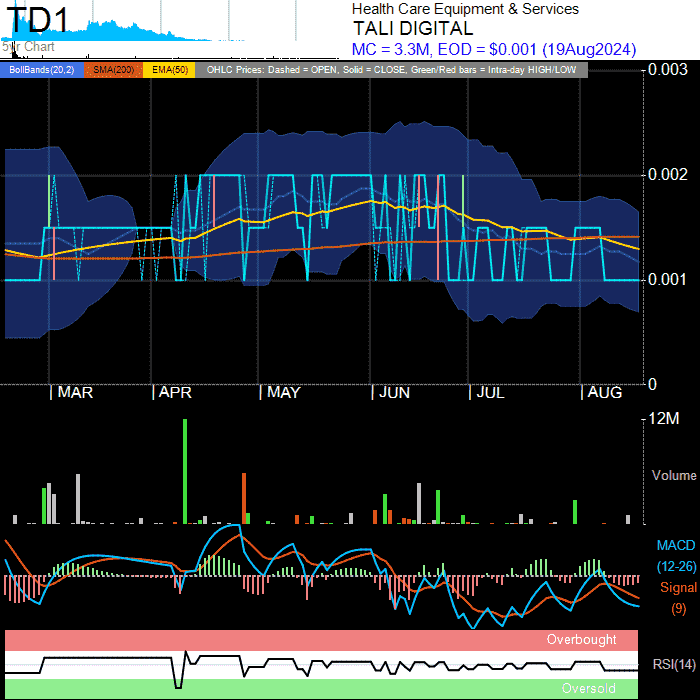 TD1
Health Care Equipment & Services
TALI DIGITAL
5yr Chart
MC = 3.3M, EOD = $0.001 (19Aug2024)
BollBands(20,2) SMA(200) EMA(50) OHLC Prices: Dashed = OPEN, Solid = CLOSE, Green/Red bars = Intra-day HIGH/LOW
0.003
0.002
0.001
0
MAR APR MAY JUN JUL AUG
12M
Volume
MACD
(12-26)
Signal
(9)
Overbought
RSI(14)
Oversold